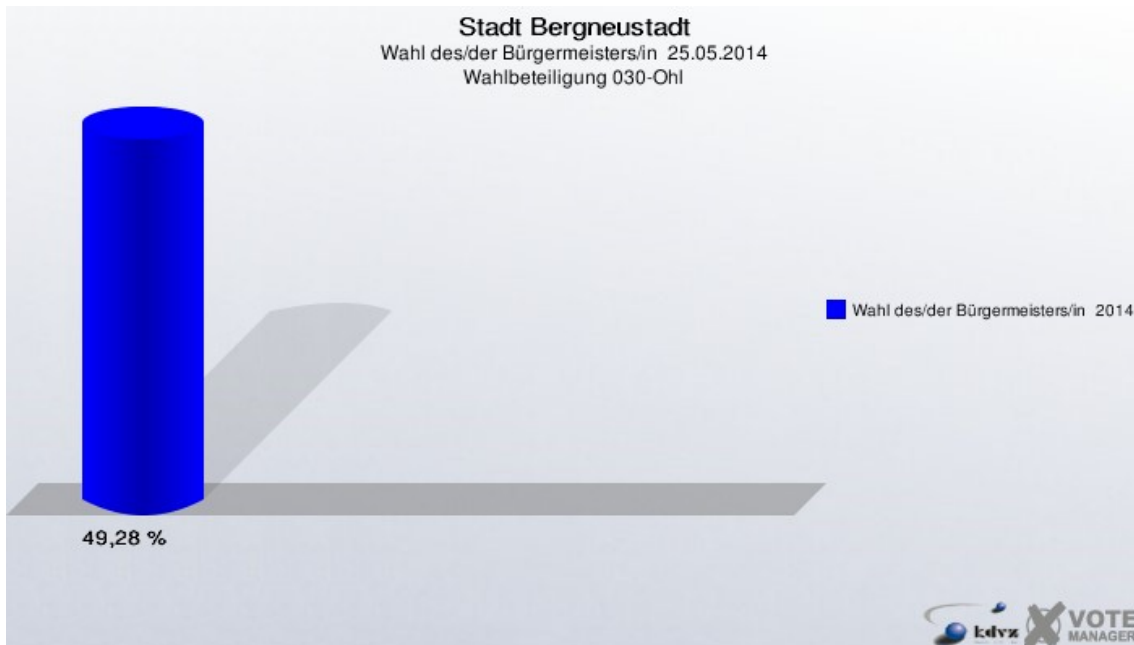 Stadt Bergneustadt
Wahl des/der Bürgermeisters/in 25.05.2014
Wahlbeteiligung 030-Ohl
Wahl des/der Bürgermeisters/in 2014
49,28 %
kdvz
VOTE
MANAGER